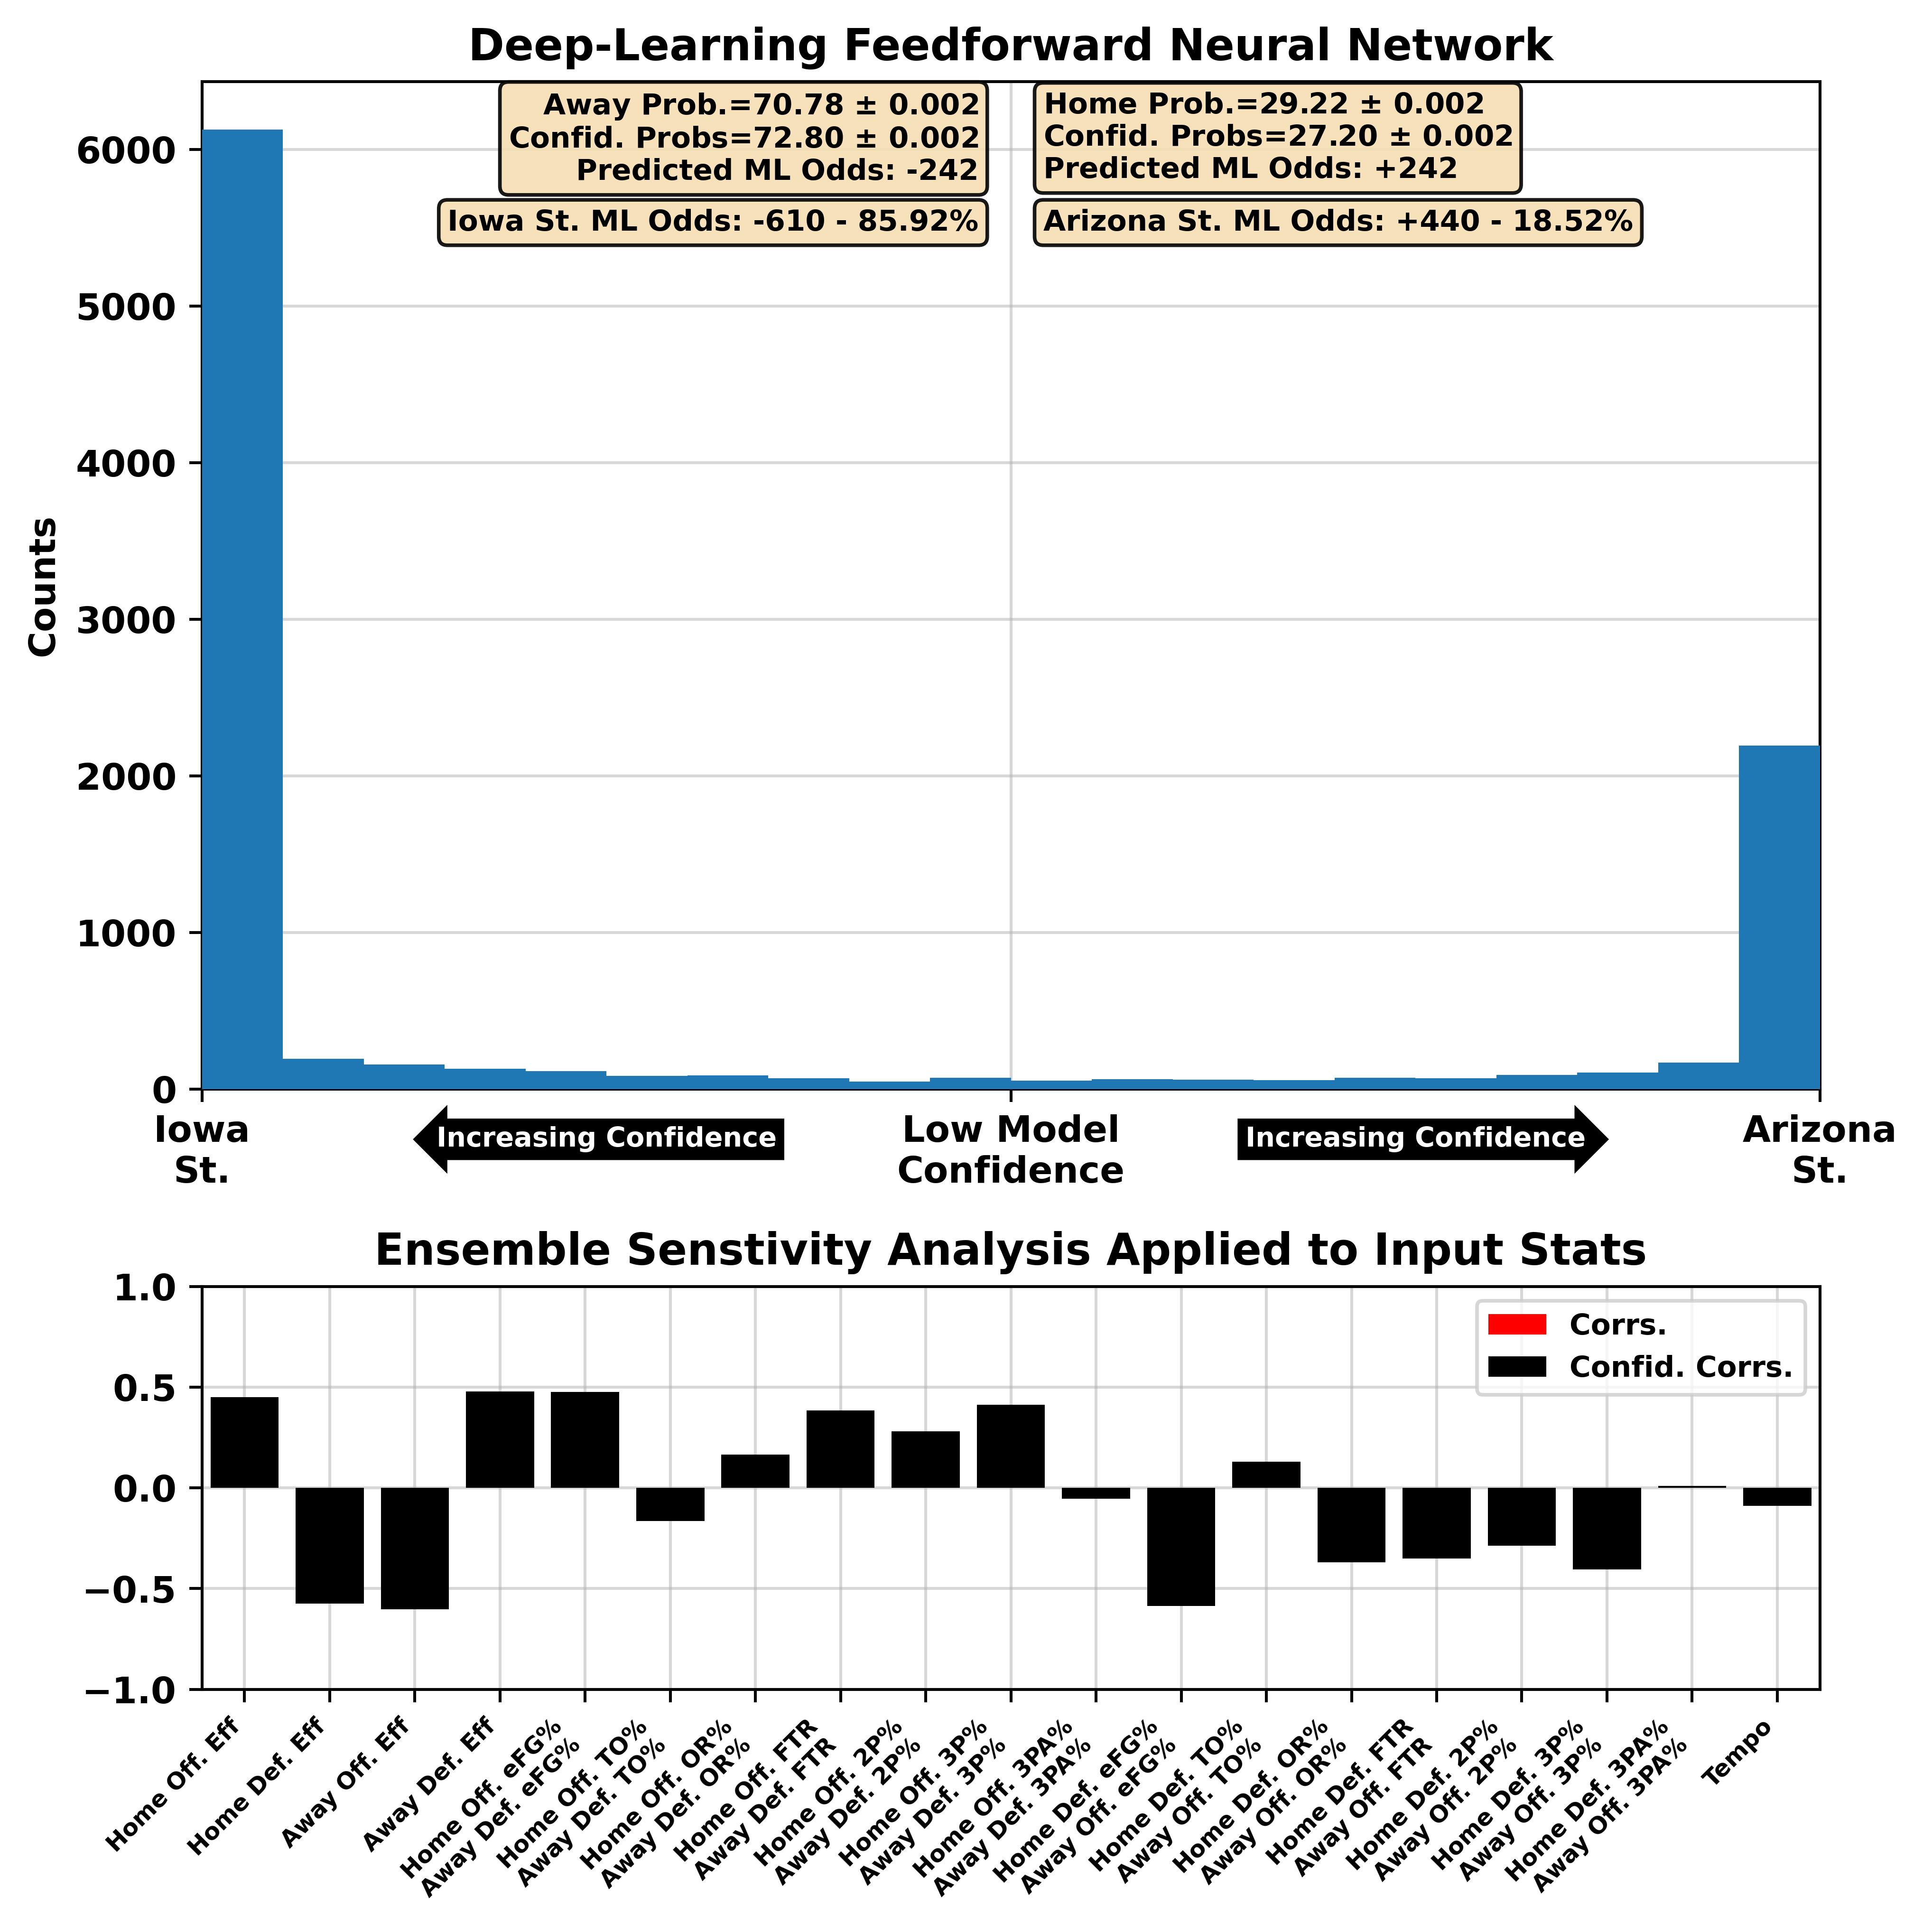 Deep-Learning Feedforward Neural Network
Away Prob.=70.78 ± 0.002
Confid. Probs=72.80 ± 0.002
Predicted ML Odds: -242
Home Prob.=29.22 ± 0.002
Confid. Probs=27.20 ± 0.002
Predicted ML Odds: +242
Iowa St. ML Odds: -610 - 85.92%
Arizona St. ML Odds: +440 - 18.52%
Counts
6000
5000
4000
3000
2000
1000
0
Iowa
St.
Increasing Confidence
Low Model
Confidence
Increasing Confidence
Arizona
St.
Ensemble Senstivity Analysis Applied to Input Stats
1.0
0.5
0.0
−0.5
−1.0
Corrs.
Confid. Corrs.
Home Off. Eff
Home Def. Eff
Away Off. Eff
Away Def. Eff
Home Off. eFG%
Away Def. eFG%
Home Off. TO%
Away Def. TO%
Home Off. OR%
Away Def. OR%
Home Off. FTR
Away Def. FTR
Home Off. 2P%
Away Def. 2P%
Home Off. 3P%
Away Def. 3P%
Home Off. 3PA%
Away Def. 3PA%
Home Def. eFG%
Away Off. eFG%
Home Def. TO%
Away Off. TO%
Home Def. OR%
Away Off. OR%
Home Def. FTR
Away Off. FTR
Home Def. 2P%
Away Off. 2P%
Home Def. 3P%
Away Off. 3P%
Home Def. 3PA%
Away Off. 3PA%
Tempo